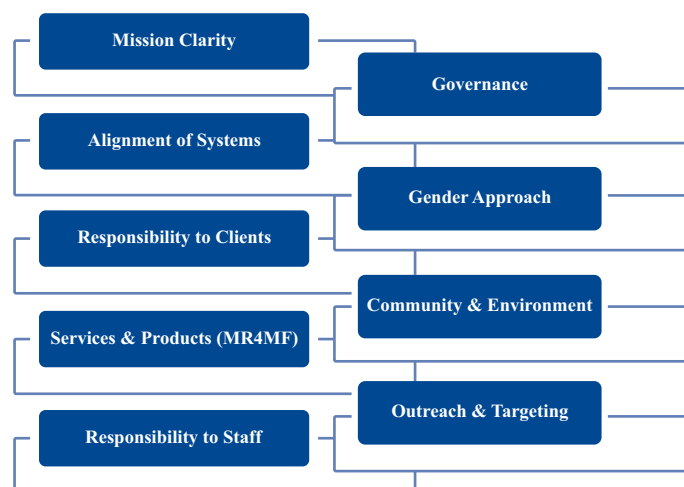 Mission Clarity
Governance
Alignment of Systems
Gender Approach
Responsibility to Clients
Community & Environment
Services & Products (MR4MF)
Outreach & Targeting
Responsibility to Staff